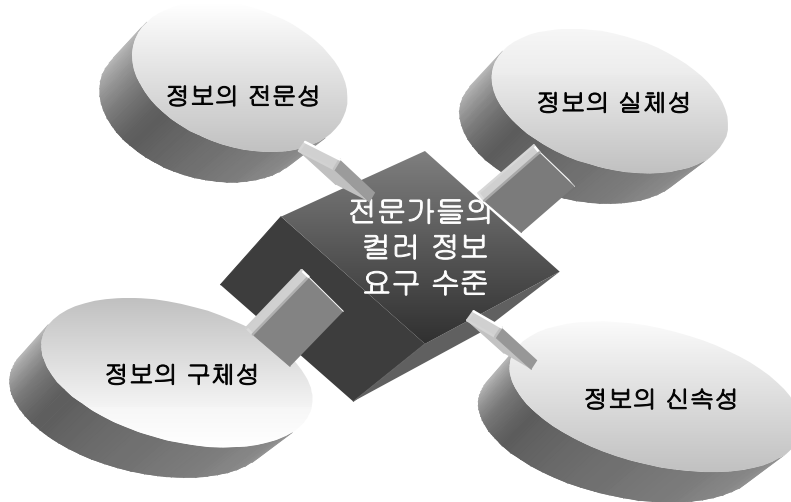 정보의 전문성
정보의 실체성
전문가들의
컬러 정보
요구 수준
정보의 구체성
정보의 신속성